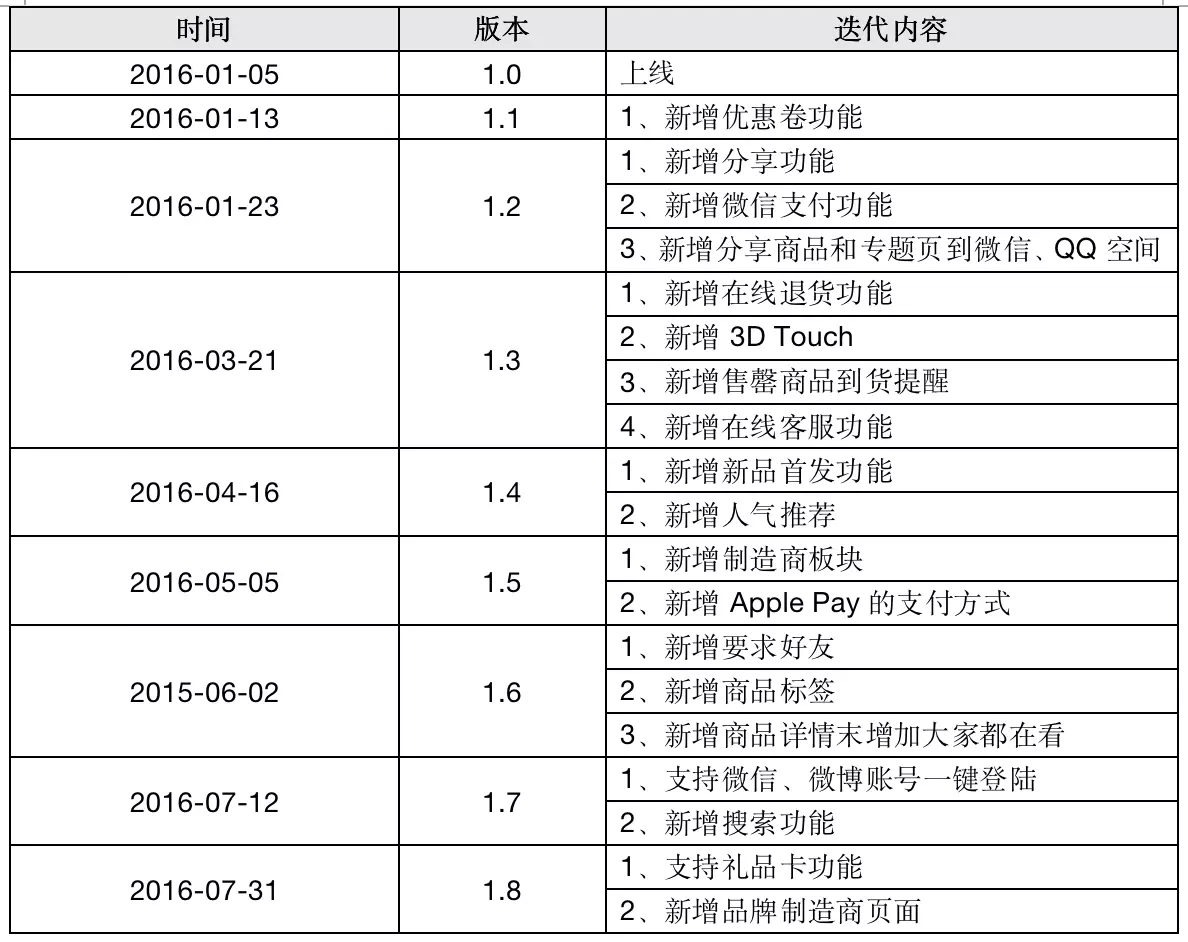 时间 版本 迭代内容
2016-01-05 1.0 上线
2016-01-13 1.1 1、新增优惠卷功能
2016-01-23 1.2 1、新增分享功能
2、新增微信支付功能
3、新增分享商品和专题页到微信、QQ 空间
2016-03-21 1.3 1、新增在线退货功能
2、新增 3D Touch
3、新增售罄商品到货提醒
4、新增在线客服功能
2016-04-16 1.4 1、新增新品首发功能
2、新增人气推荐
2016-05-05 1.5 1、新增制造商板块
2、新增 Apple Pay 的支付方式
2015-06-02 1.6 1、新增要求好友
2、新增商品标签
3、新增商品详情末增加大家都在看
2016-07-12 1.7 1、支持微信、微博账号一键登陆
2、新增搜索功能
2016-07-31 1.8 1、支持礼品卡功能
2、新增品牌制造商页面